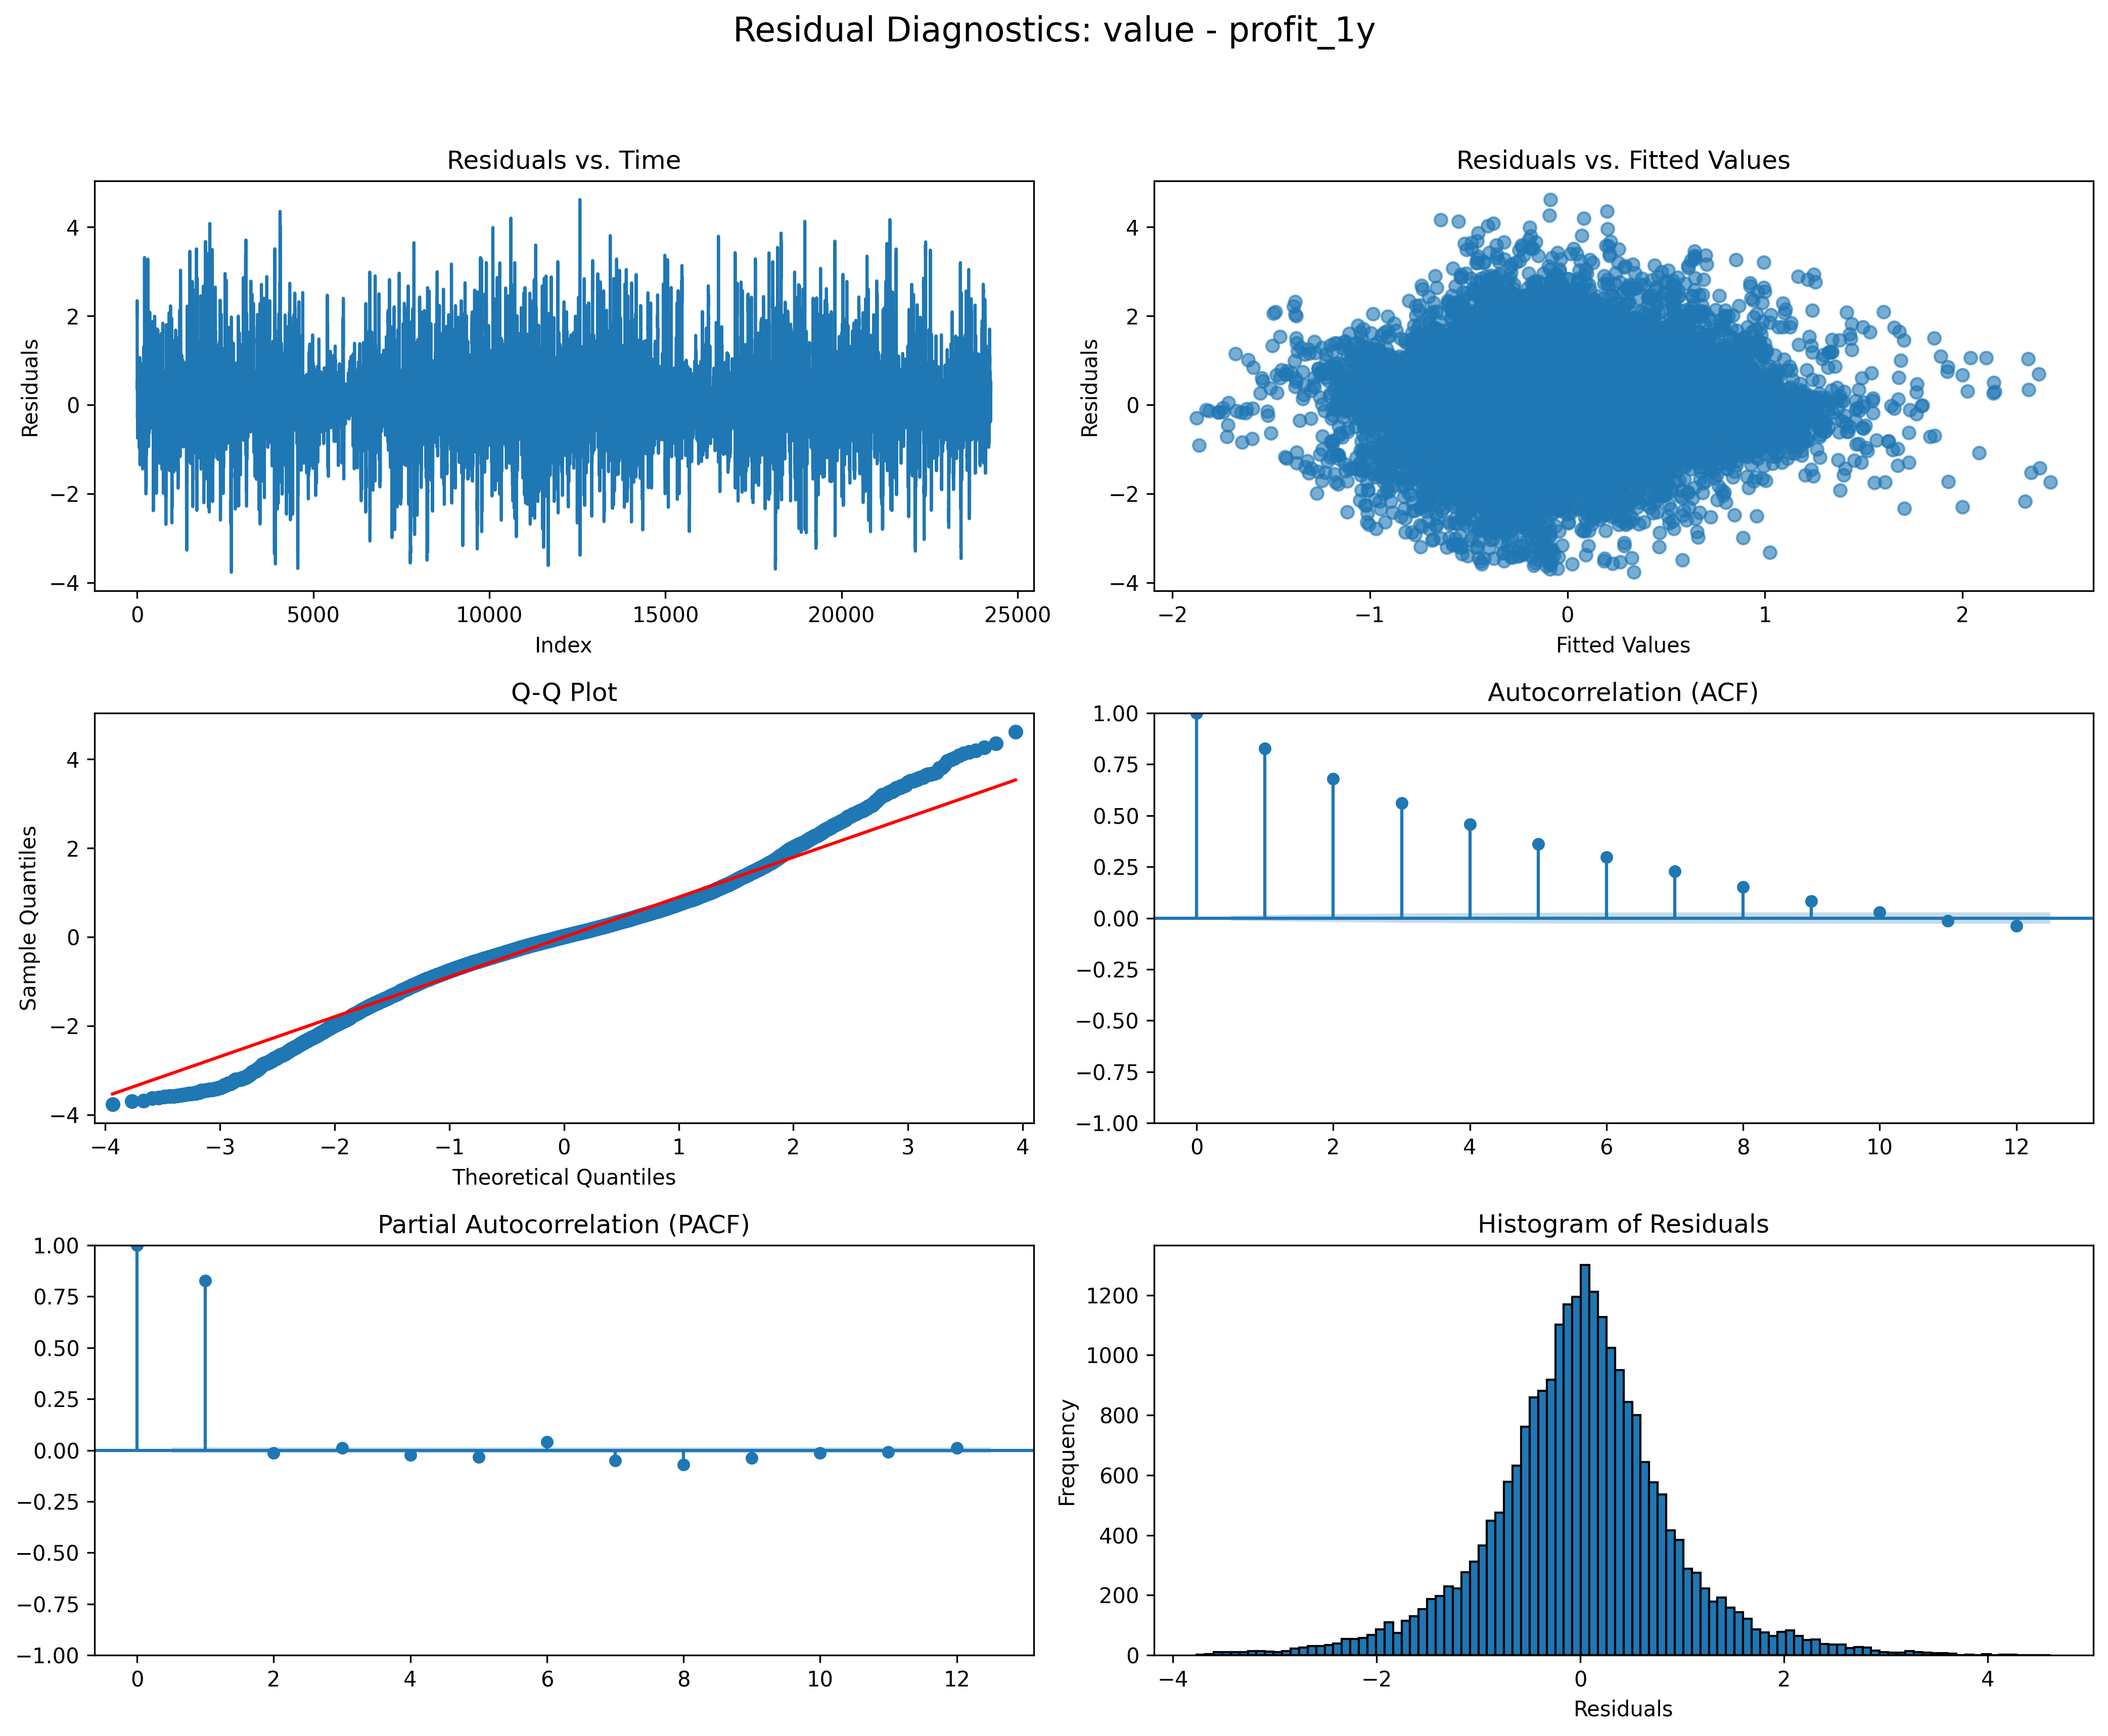 Residual Diagnostics: value - profit_1y
Residuals vs. Time
Residuals
4
2
0
−2
−4
0 5000 10000 15000 20000 25000
Index
Residuals vs. Fitted Values
Residuals
4
2
0
−2
−4
−2 −1 0 1 2
Fitted Values
Q-Q Plot
Sample Quantiles
4
2
0
−2
−4
−4 −3 −2 −1 0 1 2 3 4
Theoretical Quantiles
Autocorrelation (ACF)
1.00
0.75
0.50
0.25
0.00
−0.25
−0.50
−0.75
−1.00
0 2 4 6 8 10 12
Partial Autocorrelation (PACF)
1.00
0.75
0.50
0.25
0.00
−0.25
−0.50
−0.75
−1.00
0 2 4 6 8 10 12
Histogram of Residuals
Frequency
1200
1000
800
600
400
200
0
−4 −2 0 2 4
Residuals